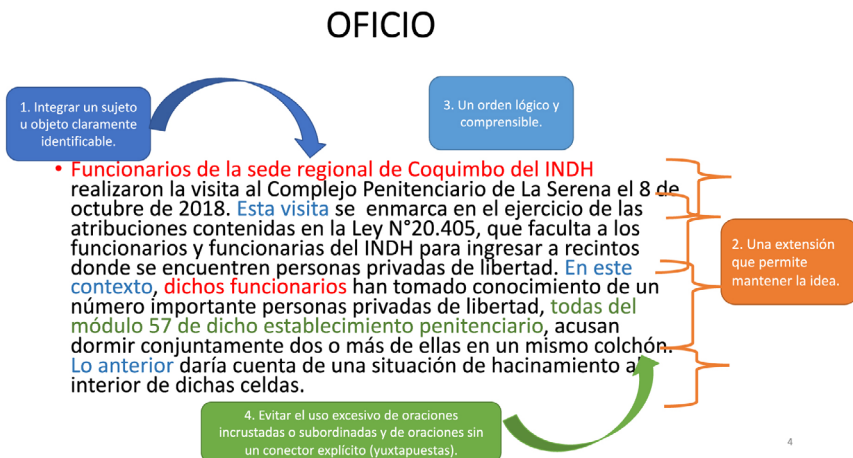 OFICIO
1. Integrar un sujeto
u objeto claramente
identificable.
3. Un orden lógico y
comprensible.
• Funcionarios de la sede regional de Coquimbo del INDH
realizaron la visita al Complejo Penitenciario de La Serena el 8 de
octubre de 2018. Esta visita se enmarca en el ejercicio de las
atribuciones contenidas en la Ley N°20.405, que faculta a los
funcionarios y funcionarias del INDH para ingresar a recintos
donde se encuentren personas privadas de libertad. En este
contexto, dichos funcionarios han tomado conocimiento de un
número importante personas privadas de libertad, todas del
módulo 57 de dicho establecimiento penitenciario, acusan
dormir conjuntamente dos o más de ellas en un mismo colchón.
Lo anterior daría cuenta de una situación de hacinamiento al
interior de dichas celdas.
2. Una extensión
que permite
mantener la idea.
4. Evitar el uso excesivo de oraciones
incrustadas o subordinadas y de oraciones sin
un conector explícito (yuxtapuestas).
4